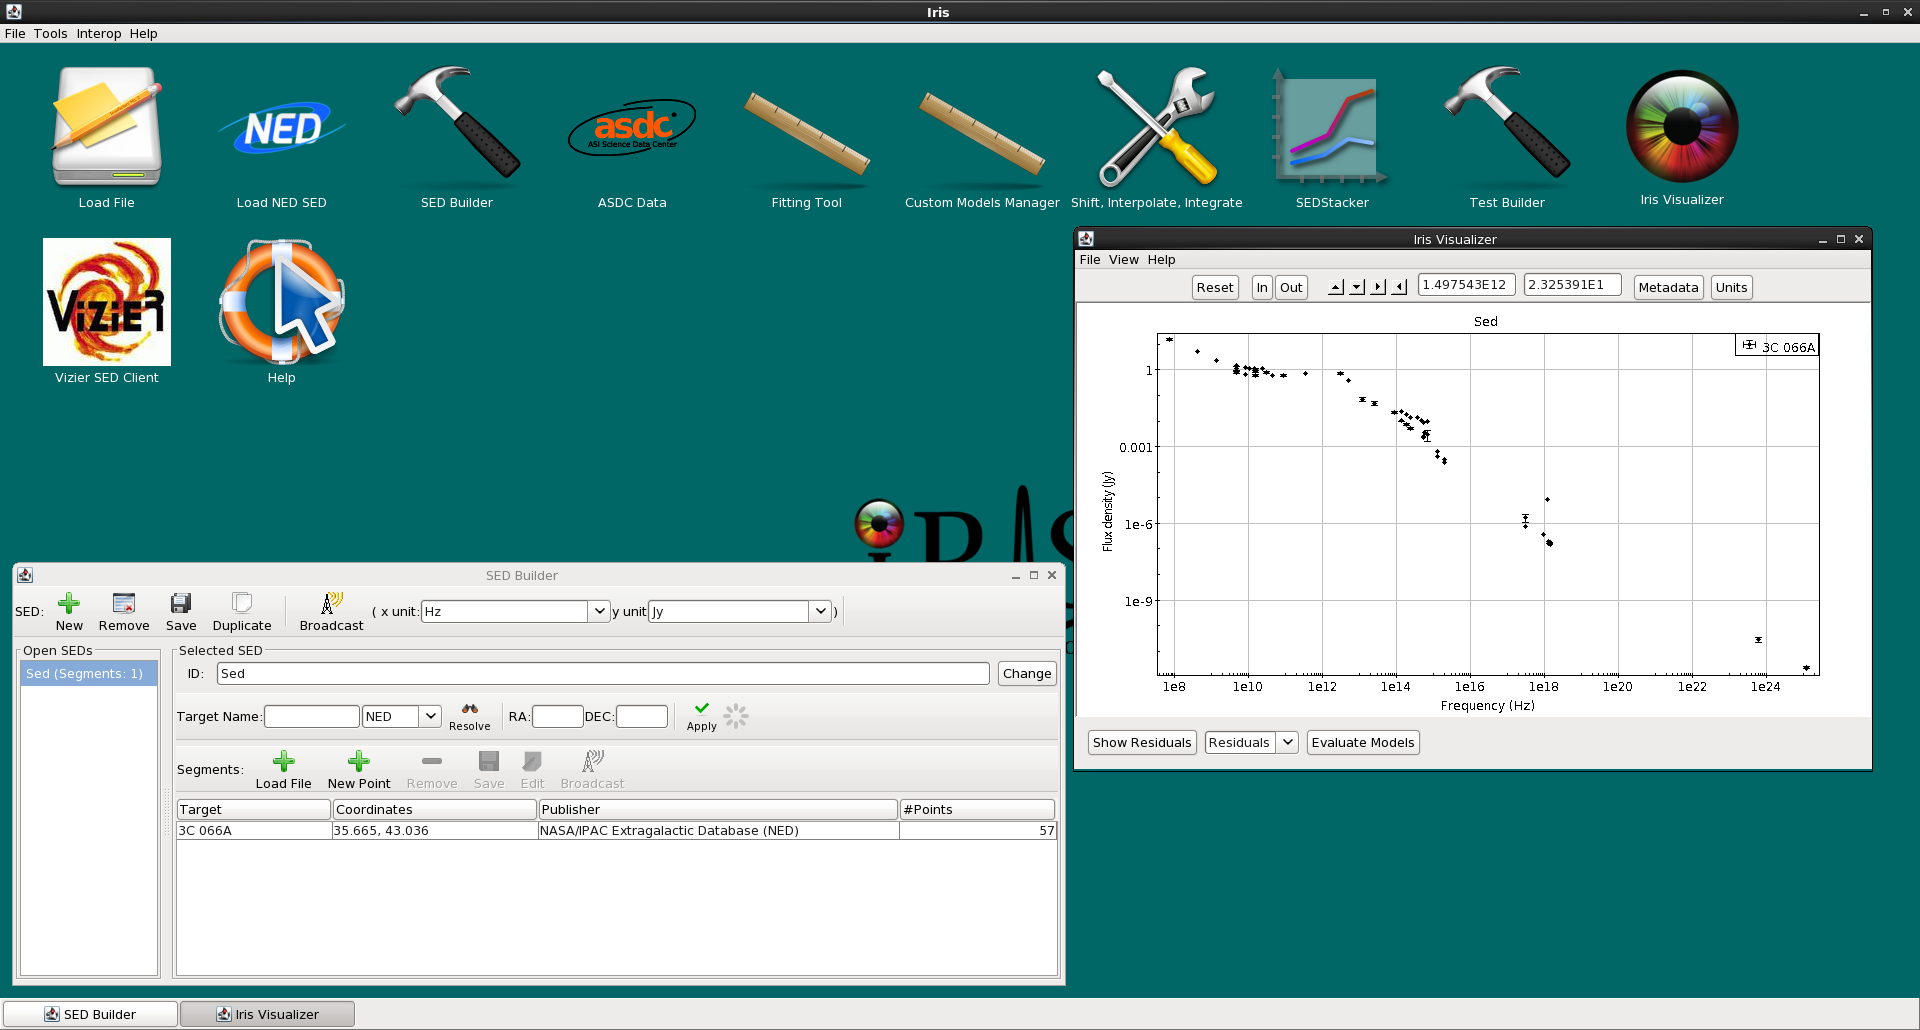 Iris
File Tools Interop Help
NED
asdc
ASI Science Data Center
Load File
Load NED SED
SED Builder
ASDC Data
Fitting Tool
Custom Models Manager
Shift, Interpolate, Integrate
SEDStacker
Test Builder
Iris Visualizer
VizieR
Vizier SED Client
Help
Iris Visualizer
File View Help
Reset In Out 1.497543E12 2.325391E1 Metadata Units
Sed
3C 066A
1
0.001
1e-6
1e-9
Flux density (Jy)
1e8 1e10 1e12 1e14 1e16 1e18 1e20 1e22 1e24
Frequency (Hz)
Show Residuals Residuals Evaluate Models
SED Builder
SED: New Remove Save Duplicate Broadcast ( x unit: Hz y unit Jy )
Open SEDs
Sed (Segments: 1)
Selected SED
ID: Sed Change
Target Name: NED Resolve RA: DEC: Apply
Segments: Load File New Point Remove Save Edit Broadcast
Target Coordinates Publisher #Points
3C 066A 35.665, 43.036 NASA/IPAC Extragalactic Database (NED) 57
SED Builder Iris Visualizer